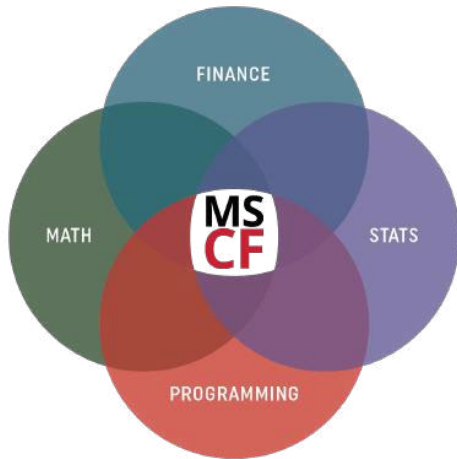 FINANCE
MATH
MS
CF
STATS
PROGRAMMING